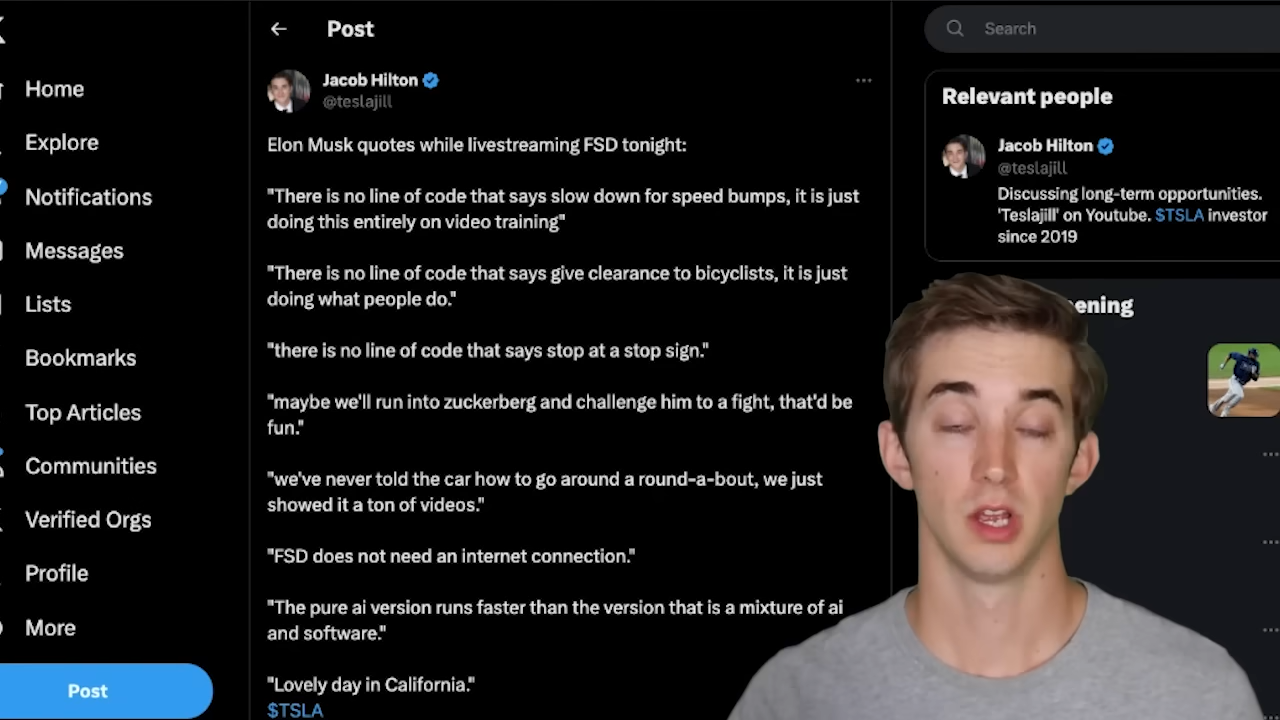 Post
Search
Home
Explore
Notifications
Messages
Lists
Bookmarks
Top Articles
Communities
Verified Orgs
Profile
More
Post
Jacob Hilton
@teslajill
Elon Musk quotes while livestreaming FSD tonight:
"There is no line of code that says slow down for speed bumps, it is just
doing this entirely on video training"
"There is no line of code that says give clearance to bicyclists, it is just
doing what people do."
"there is no line of code that says stop at a stop sign."
"maybe we'll run into zuckerberg and challenge him to a fight, that'd be
fun."
"we've never told the car how to go around a round-a-bout, we just
showed it a ton of videos."
"FSD does not need an internet connection."
"The pure ai version runs faster than the version that is a mixture of ai
and software."
"Lovely day in California."
$TSLA
Relevant people
Jacob Hilton
@teslajill
Discussing long-term opportunities.
'Teslajill' on Youtube. $TSLA investor
since 2019